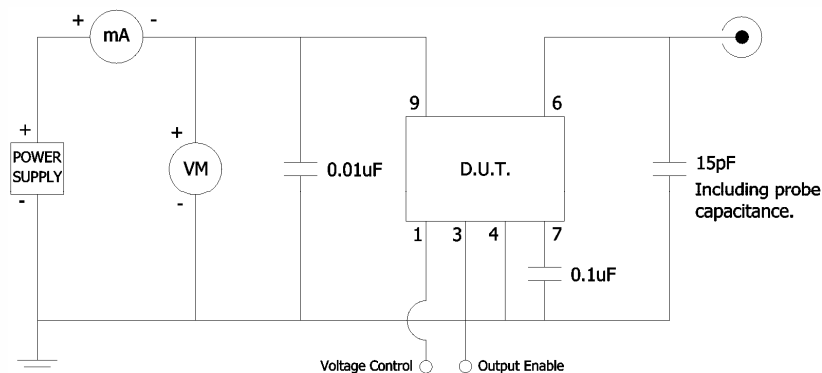 + mA -
9
6
+
POWER
SUPPLY
-
+
VM
-
0.01uF
D.U.T.
15pF
Including probe
capacitance.
1
3
4
7
0.1uF
Voltage Control
Output Enable